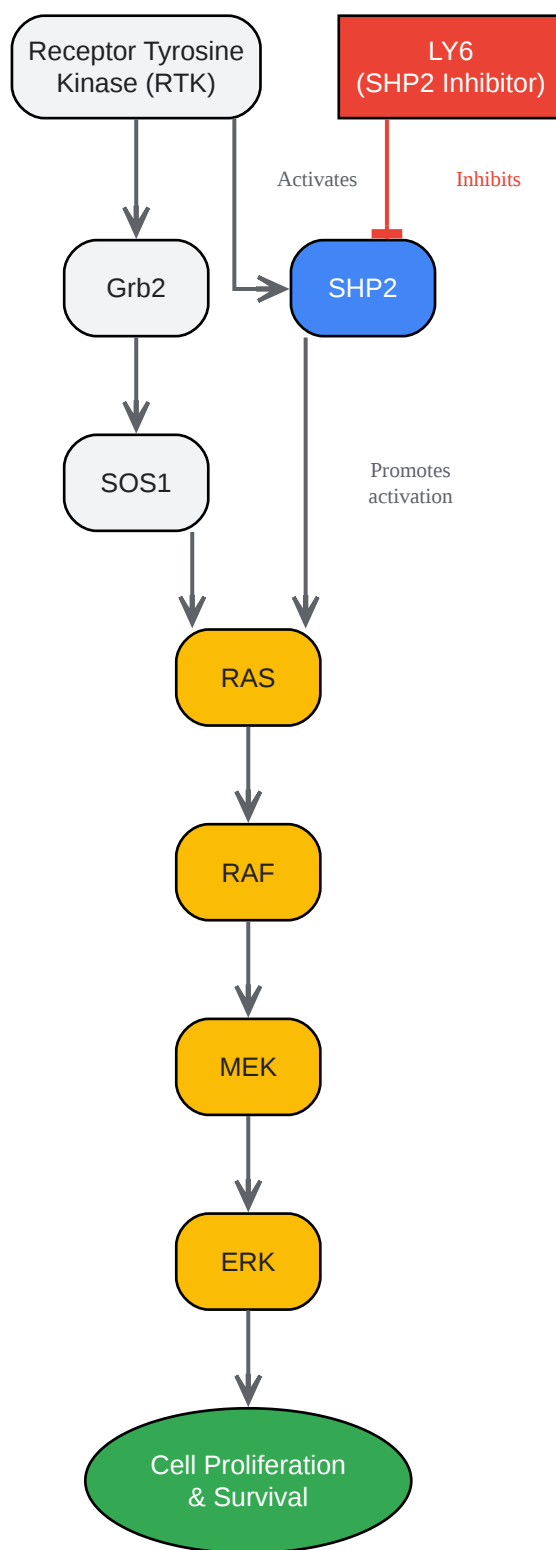 Receptor Tyrosine
Kinase (RTK)
LY6
(SHP2 Inhibitor)
Activates
Inhibits
Grb2
SHP2
SOS1
Promotes
activation
RAS
RAF
MEK
ERK
Cell Proliferation
& Survival